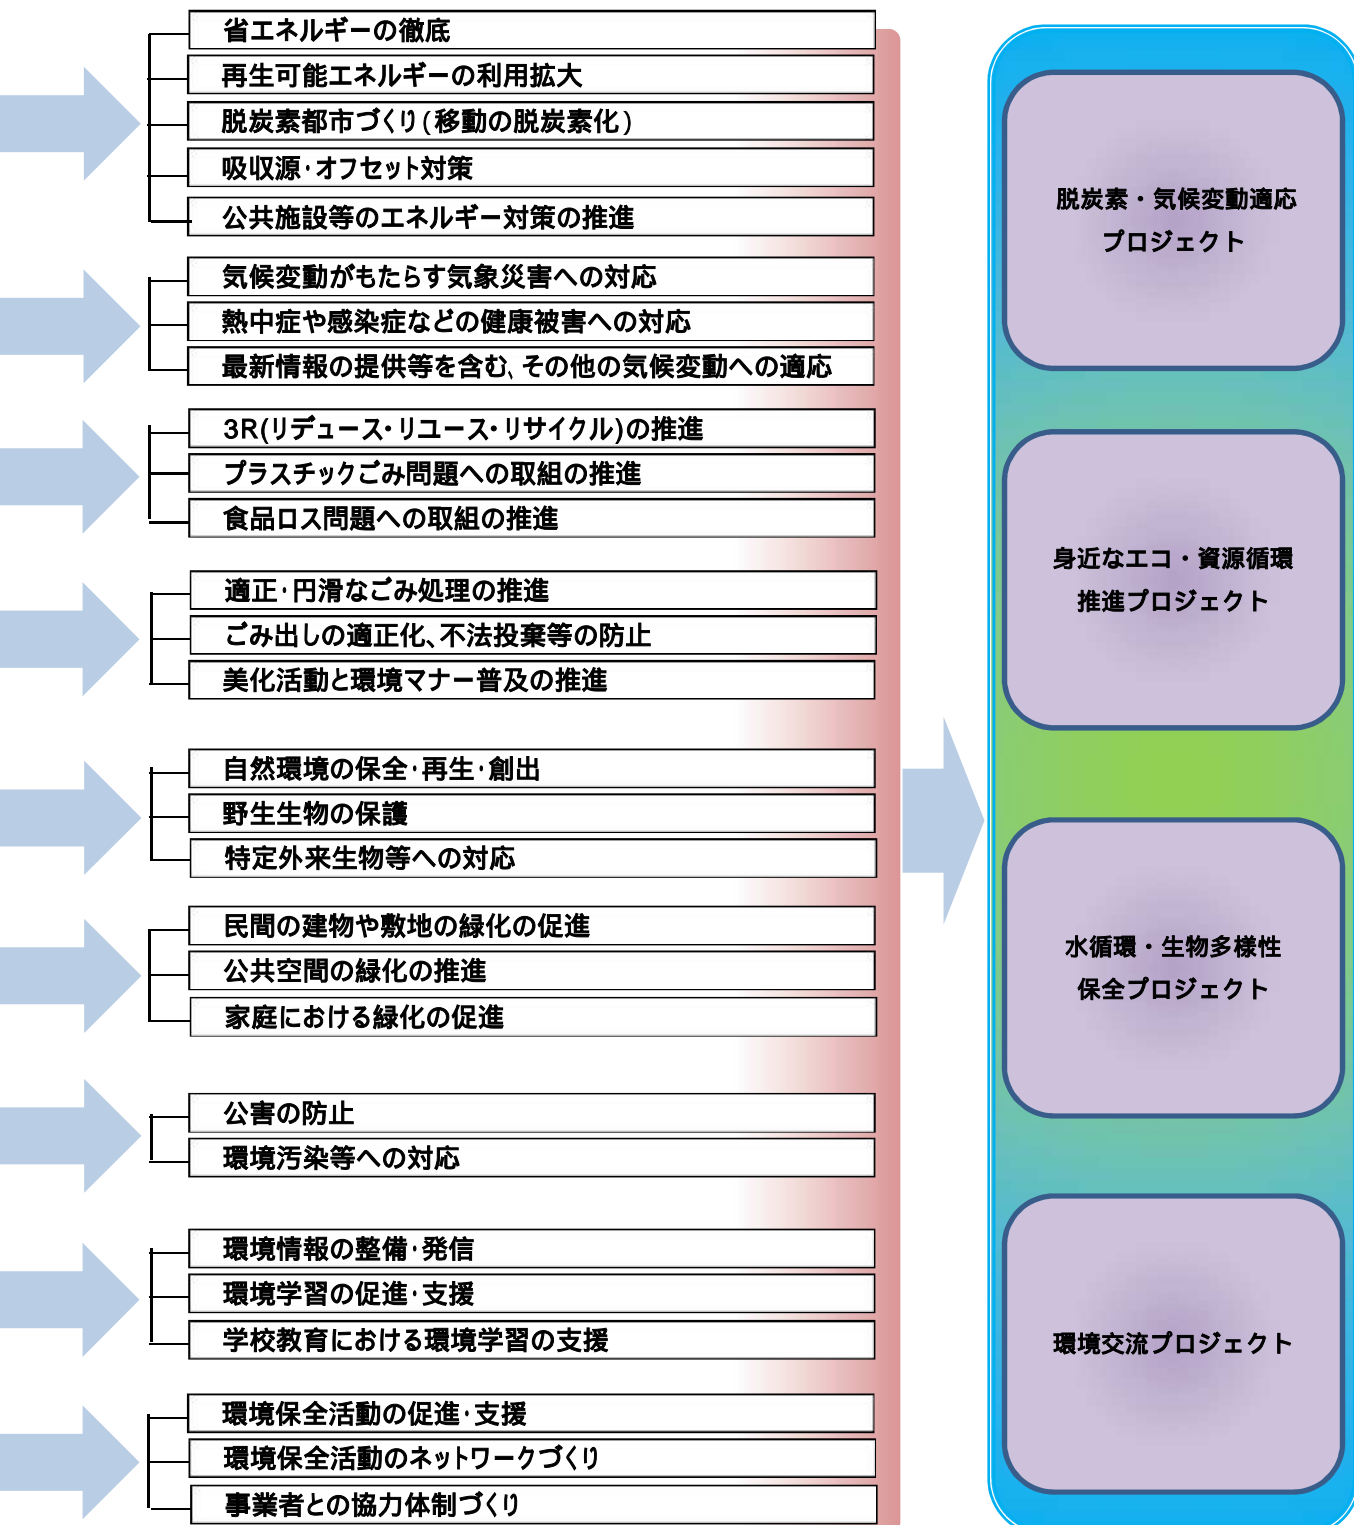 省エネルギーの徹底
再生可能エネルギーの利用拡大
脱炭素都市づくり(移動の脱炭素化)
吸収源・オフセット対策
公共施設等のエネルギー対策の推進
気候変動がもたらす気象災害への対応
熱中症や感染症などの健康被害への対応
最新情報の提供等を含む、その他の気候変動への適応
3R(リデュース・リユース・リサイクル)の推進
プラスチックごみ問題への取組の推進
食品ロス問題への取組の推進
適正・円滑なごみ処理の推進
ごみ出しの適正化、不法投棄等の防止
美化活動と環境マナー普及の推進
自然環境の保全・再生・創出
野生生物の保護
特定外来生物等への対応
民間の建物や敷地の緑化の促進
公共空間の緑化の推進
家庭における緑化の促進
公害の防止
環境汚染等への対応
環境情報の整備・発信
環境学習の促進・支援
学校教育における環境学習の支援
環境保全活動の促進・支援
環境保全活動のネットワークづくり
事業者との協力体制づくり
脱炭素・気候変動適応
プロジェクト
身近なエコ・資源循環
推進プロジェクト
水循環・生物多様性
保全プロジェクト
環境交流プロジェクト